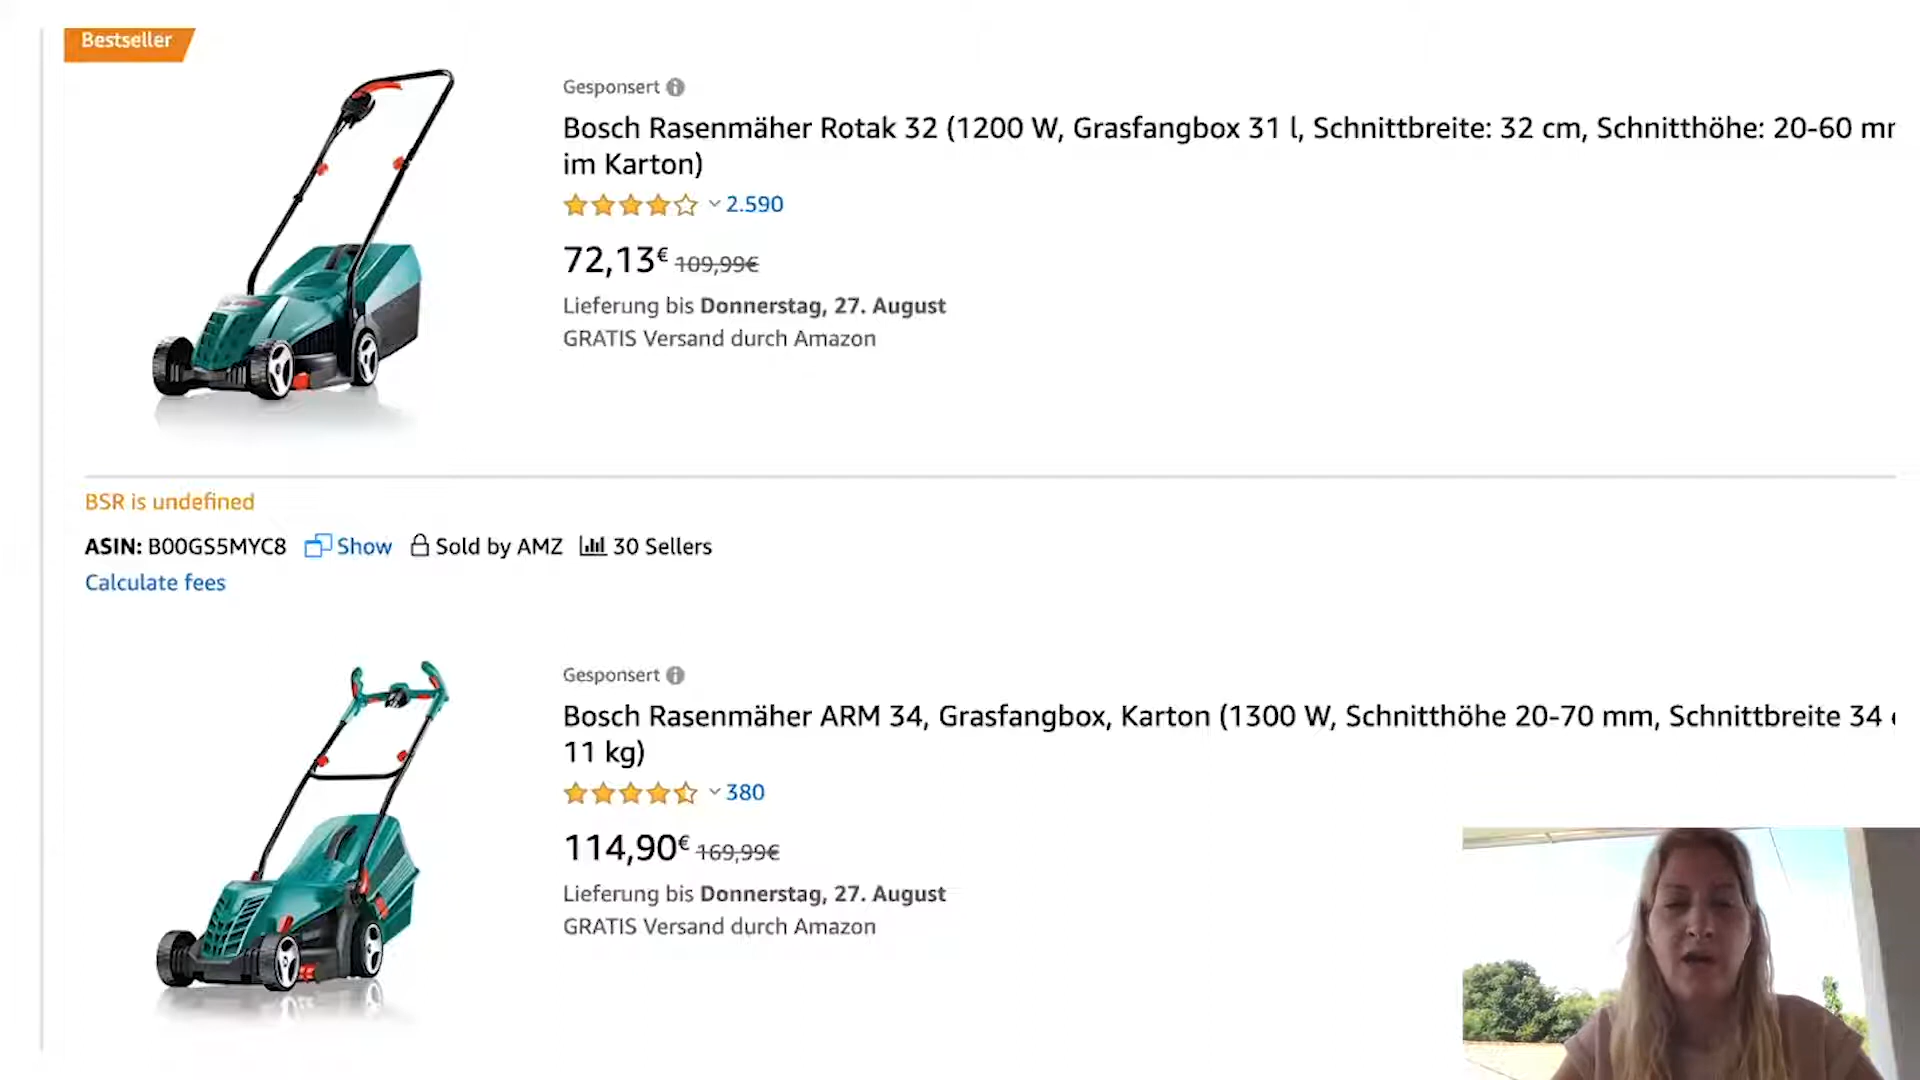 Bestseller
Gesponsert
Bosch Rasenmäher Rotak 32 (1200 W, Grasfangbox 31 l, Schnittbreite: 32 cm, Schnitthöhe: 20-60
im Karton)
2.590
72,13€ 109,99€
Lieferung bis Donnerstag, 27. August
GRATIS Versand durch Amazon
BSR is undefined
ASIN: B00GS5MYC8 Show Sold by AMZ 30 Sellers
Calculate fees
Gesponsert
Bosch Rasenmäher ARM 34, Grasfangbox, Karton (1300 W, Schnitthöhe 20-70 mm, Schnittbreite 34
11 kg)
380
114,90€ 169,99€
Lieferung bis Donnerstag, 27. August
GRATIS Versand durch Amazon